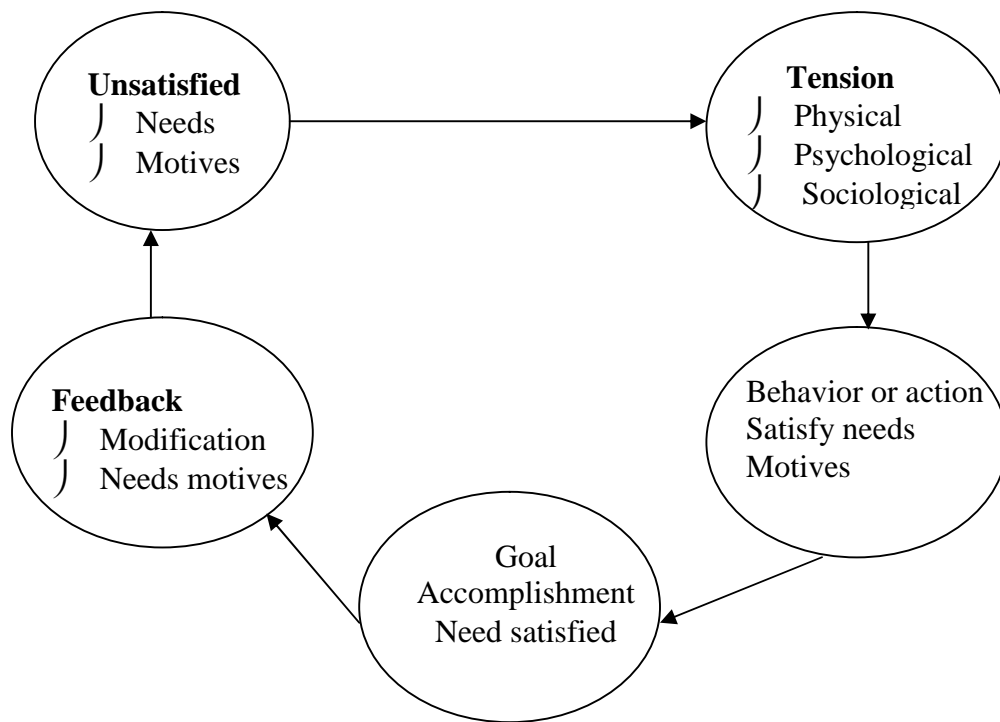 Unsatisfied
Needs
Motives
Tension
Physical
Psychological
Sociological
Behavior or action
Satisfy needs
Motives
Goal
Accomplishment
Need satisfied
Feedback
Modification
Needs motives